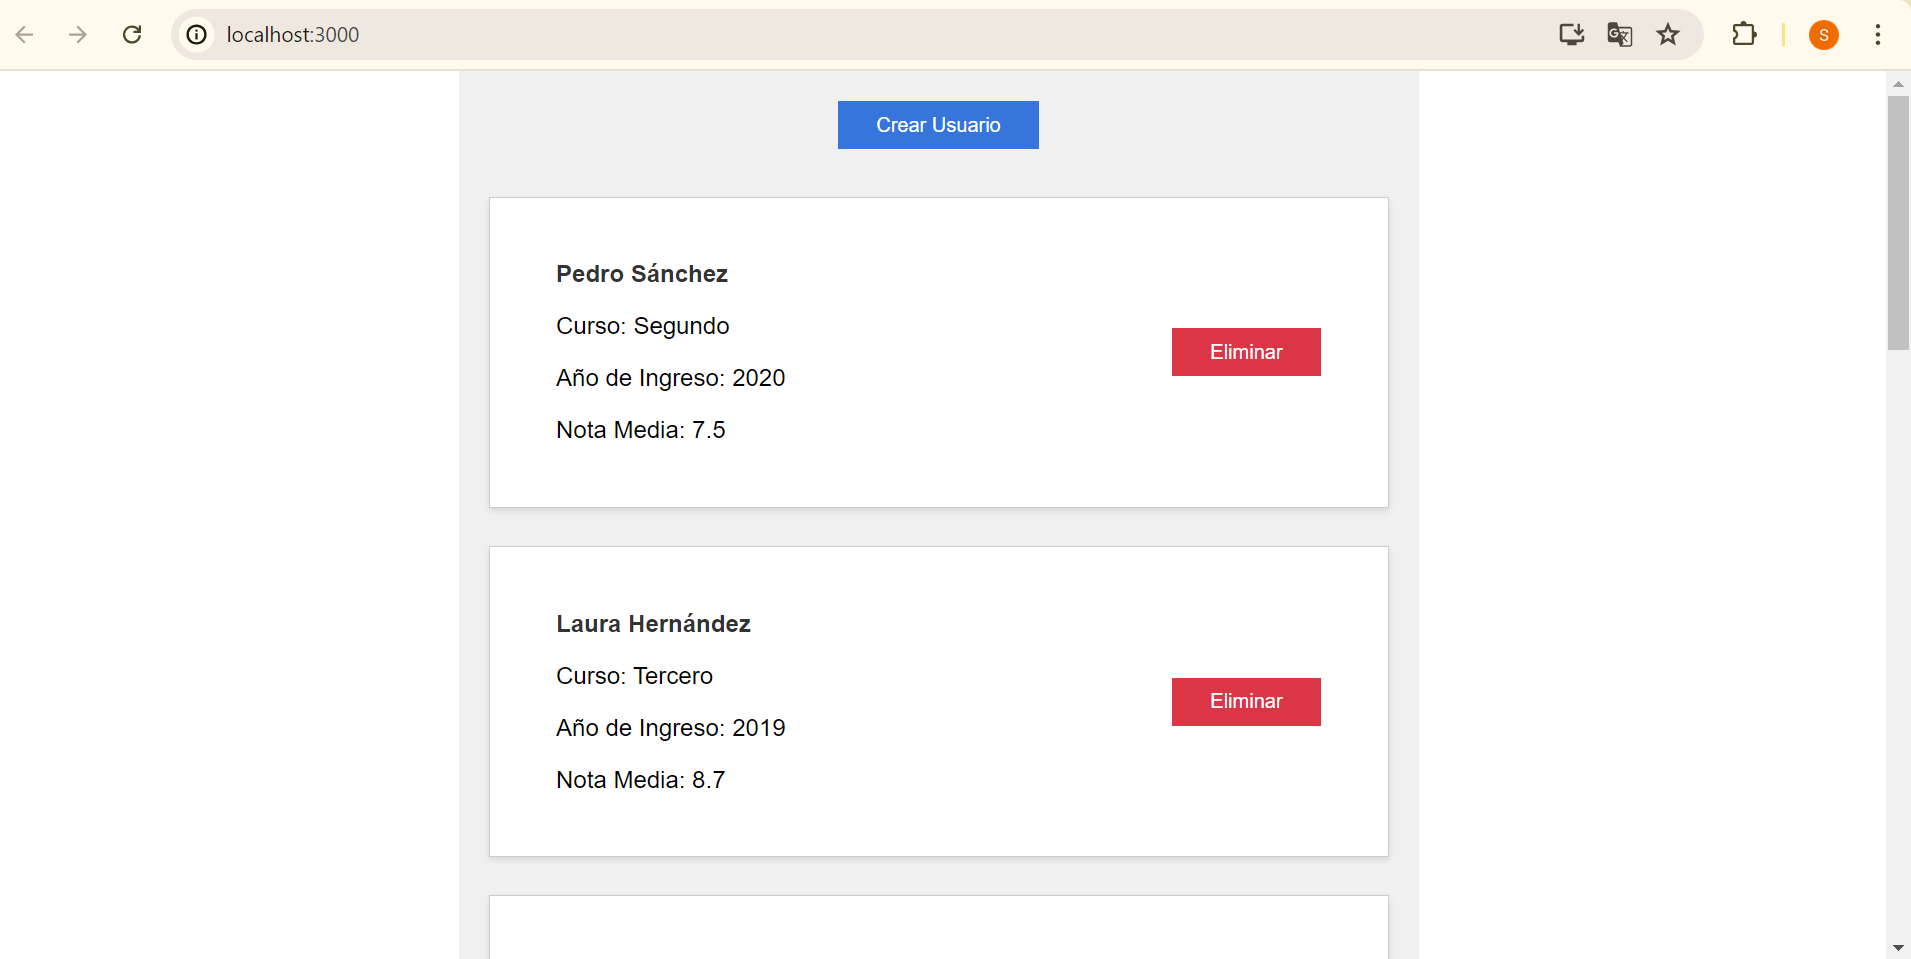 localhost:3000
S
Crear Usuario
Pedro Sánchez
Curso: Segundo
Año de Ingreso: 2020
Nota Media: 7.5
Eliminar
Laura Hernández
Curso: Tercero
Año de Ingreso: 2019
Nota Media: 8.7
Eliminar